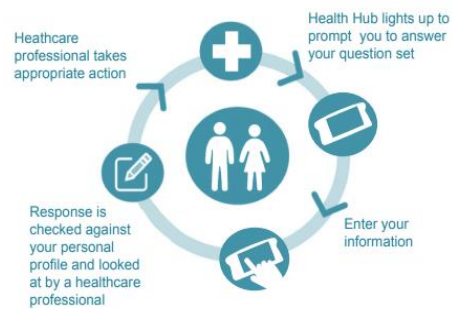 Heathcare
professional takes
appropriate action
Health Hub lights up to
prompt you to answer
your question set
Enter your
information
Response is
checked against
your personal
profile and looked
at by a healthcare
professional